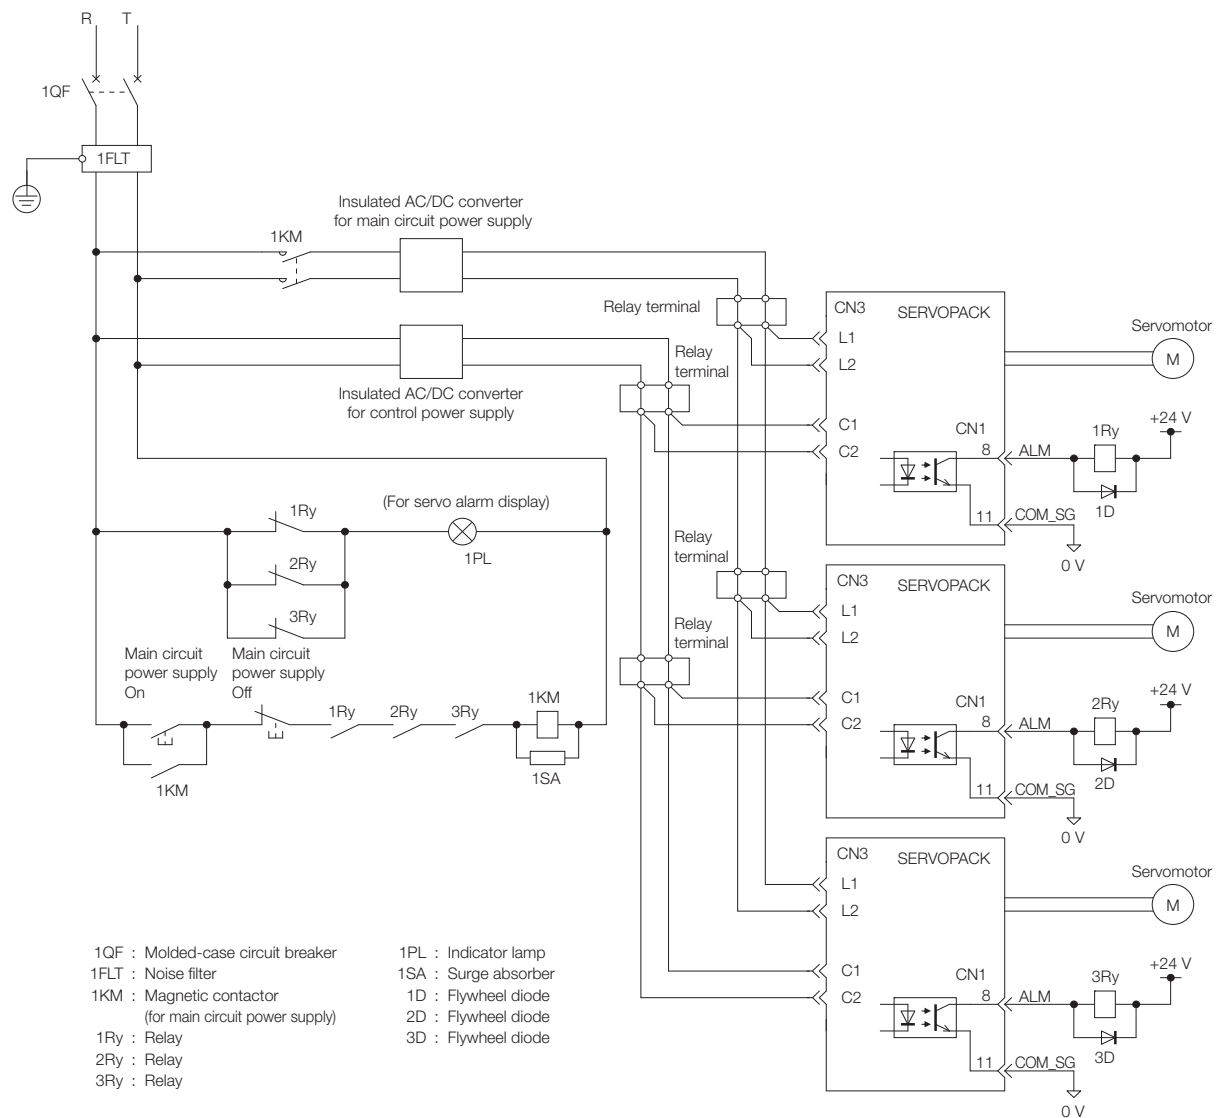 R T
1QF
1FLT
Insulated AC/DC converter
for main circuit power supply
1KM
Relay terminal
CN3 SERVOPACK
L1
L2
Servomotor
M
Relay
terminal
Insulated AC/DC converter
for control power supply
C1
C2
CN1
8 ALM
1Ry
+24 V
1D
11 COM_SG
0 V
(For servo alarm display)
1Ry
1PL
2Ry
3Ry
Relay
terminal
CN3 SERVOPACK
L1
L2
Servomotor
M
Relay
terminal
C1
C2
CN1
8 ALM
2Ry
+24 V
2D
11 COM_SG
0 V
Main circuit
power supply
On
Main circuit
power supply
Off
1Ry 2Ry 3Ry
1KM
1SA
1KM
CN3 SERVOPACK
L1
L2
Servomotor
M
C1
C2
CN1
8 ALM
3Ry
+24 V
3D
11 COM_SG
0 V
1QF : Molded-case circuit breaker
1FLT : Noise filter
1KM : Magnetic contactor
(for main circuit power supply)
1Ry : Relay
2Ry : Relay
3Ry : Relay
1PL : Indicator lamp
1SA : Surge absorber
1D : Flywheel diode
2D : Flywheel diode
3D : Flywheel diode